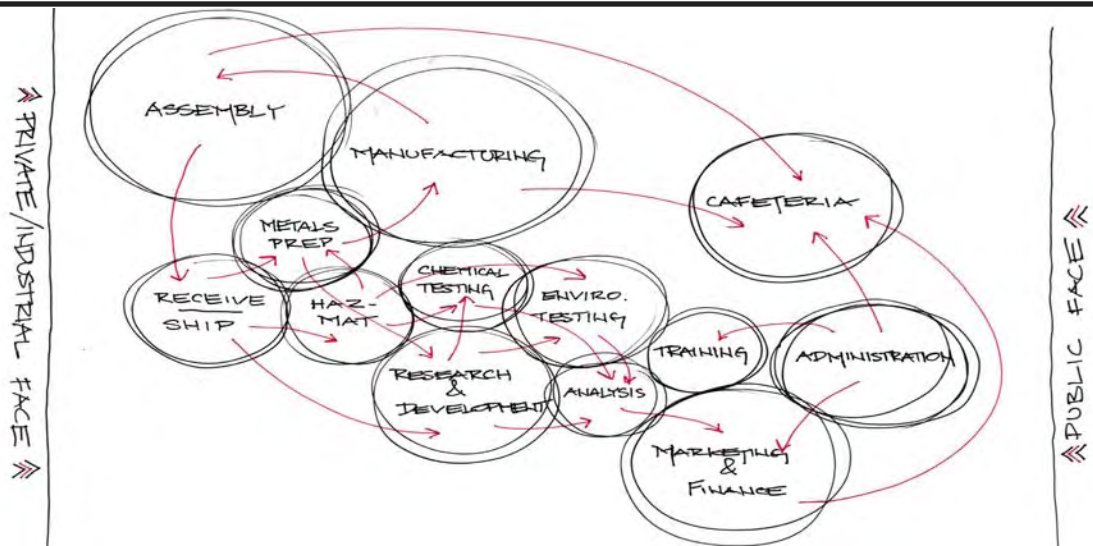 PRIVATE/INDUSTRIAL FACE
ASSEMBLY
MANUFACTURING
CAFETERIA
METALS
PREP
RECEIVE
SHIP
HAZ-
MAT
CHEMICAL
TESTING
ENVIRO.
TESTING
TRAINING
ADMINISTRATION
RESEARCH
&
DEVELOPMENT
ANALYSIS
MARKETING
&
FINANCE
PUBLIC FACE